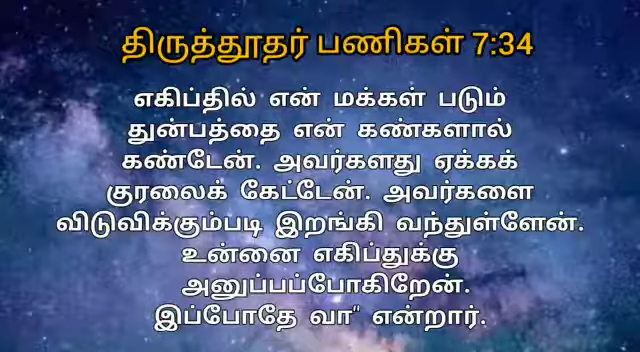 திருத்தூதர் பணிகள் 7:34
எகிப்தில் என் மக்கள் படும்
துன்பத்தை என் கண்களால்
கண்டேன். அவர்களது ஏக்கக்
குரலைக் கேட்டேன். அவர்களை
விடுவிக்கும்படி இறங்கி வந்துள்ளேன்.
உன்னை எகிப்துக்கு
அனுப்பப்போகிறேன்.
இப்போதே வா" என்றார்.